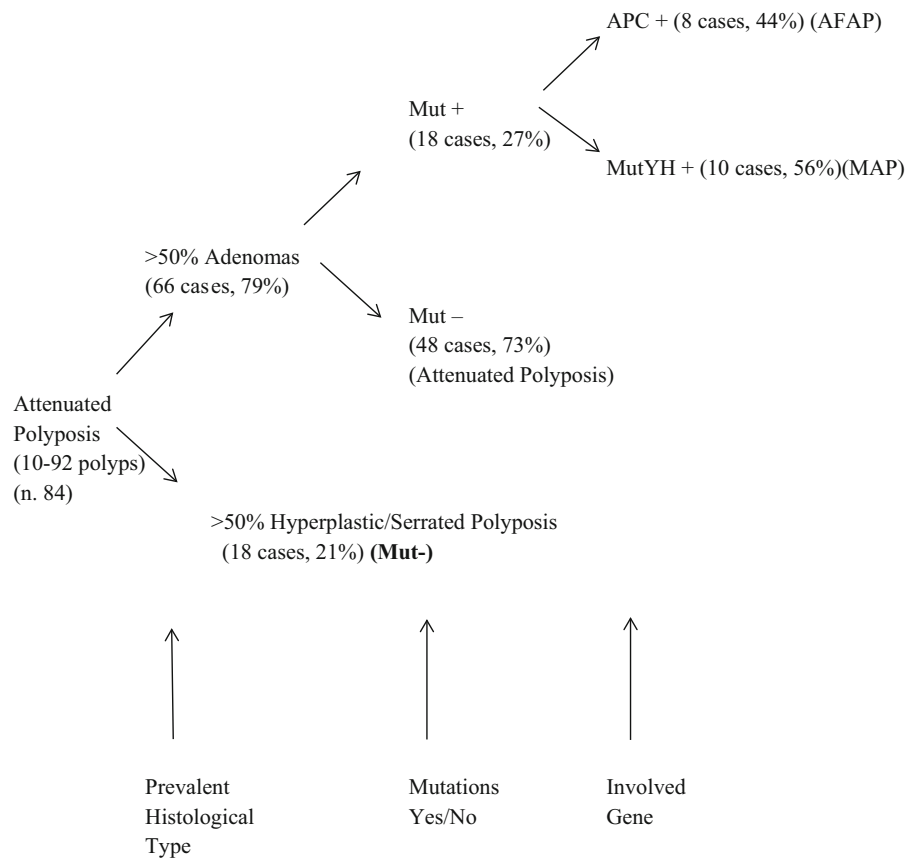 APC + (8 cases, 44%) (AFAP)
Mut +
(18 cases, 27%)
MutYH + (10 cases, 56%)(MAP)
>50% Adenomas
(66 cases, 79%)
Mut –
(48 cases, 73%)
(Attenuated Polyposis)
Attenuated
Polyposis
(10-92 polyps)
(n. 84)
>50% Hyperplastic/Serrated Polyposis
(18 cases, 21%) (Mut-)
Prevalent
Histological
Type
Mutations
Yes/No
Involved
Gene